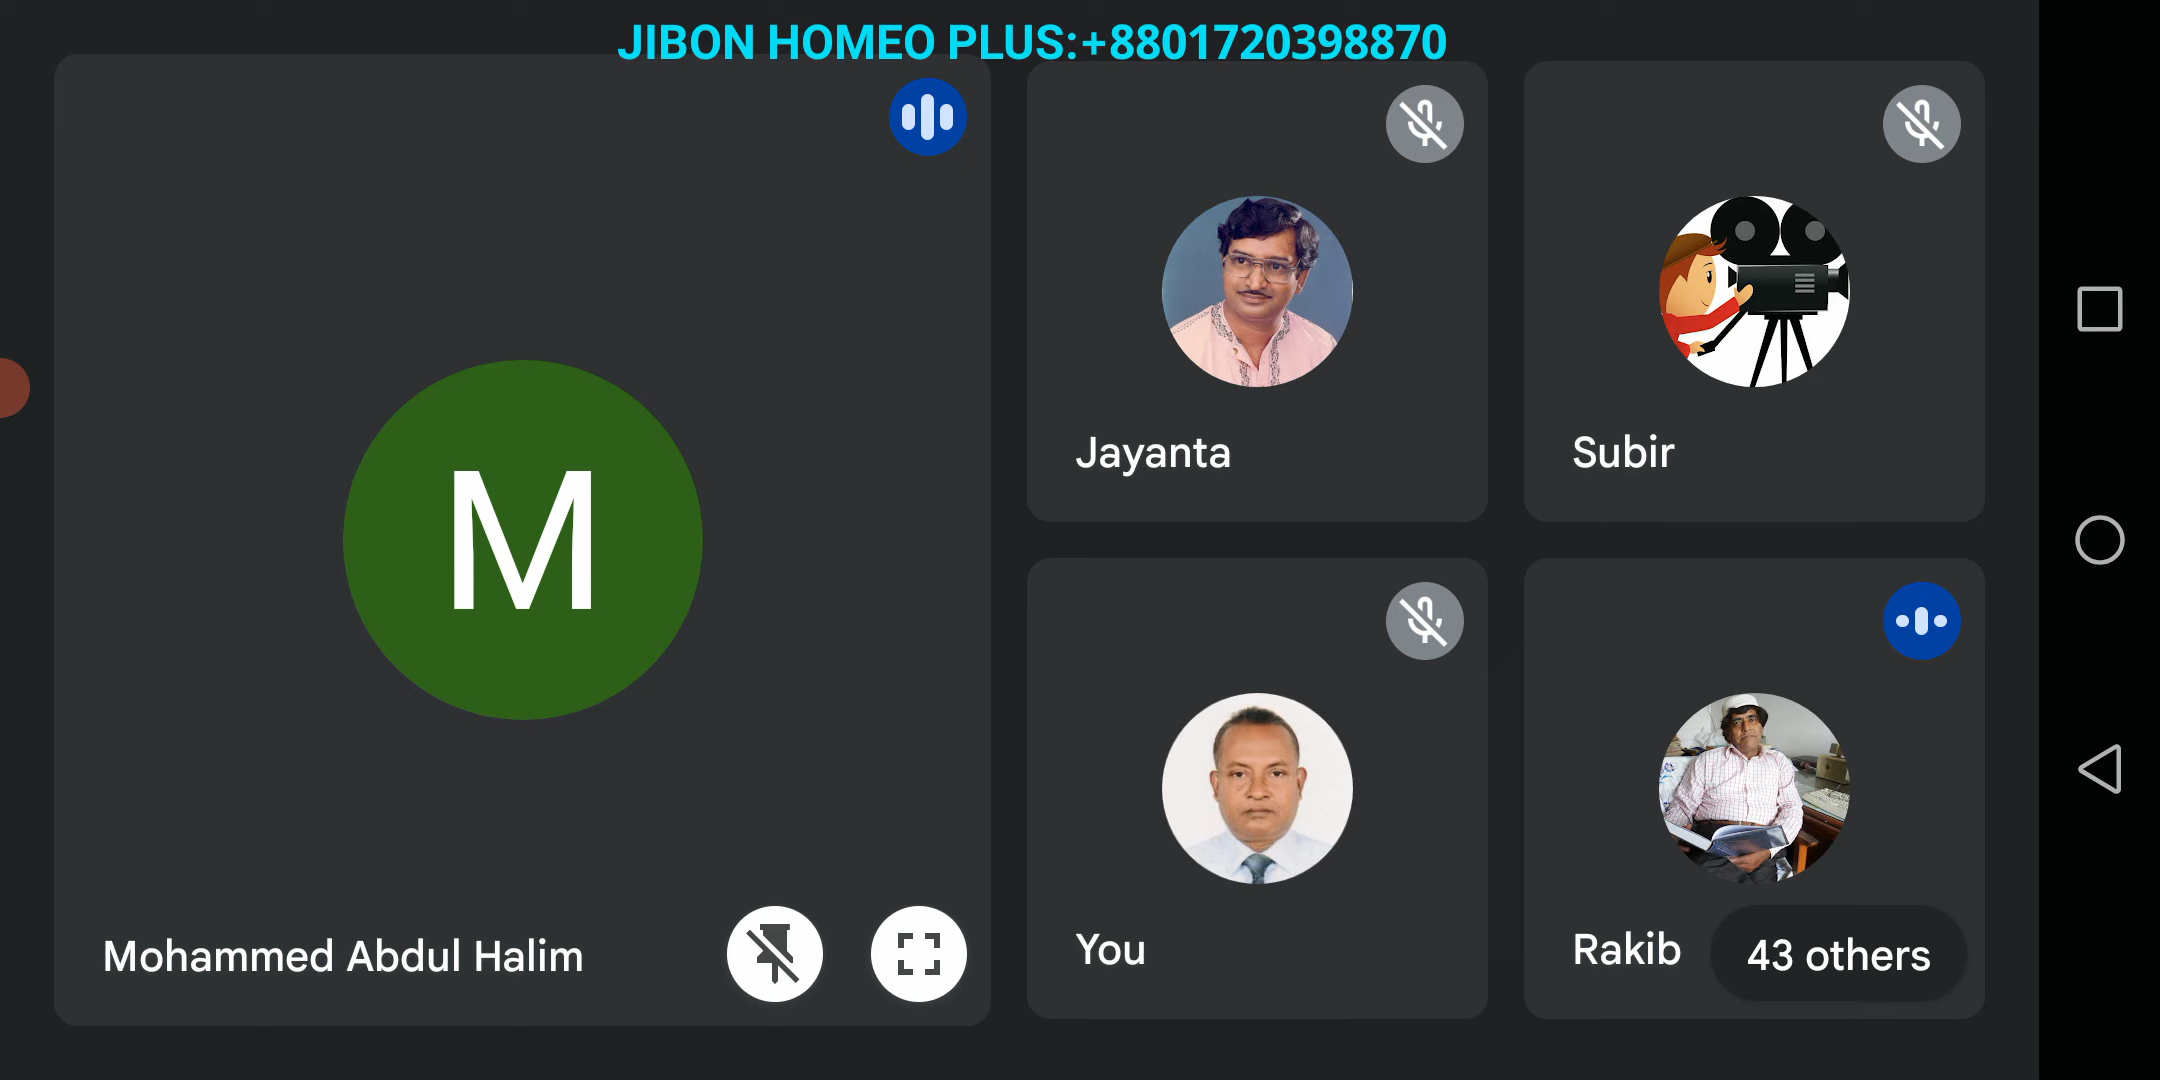 JIBON HOMEO PLUS:+8801720398870
M
Mohammed Abdul Halim
Jayanta
Subir
You
Rakib
43 others